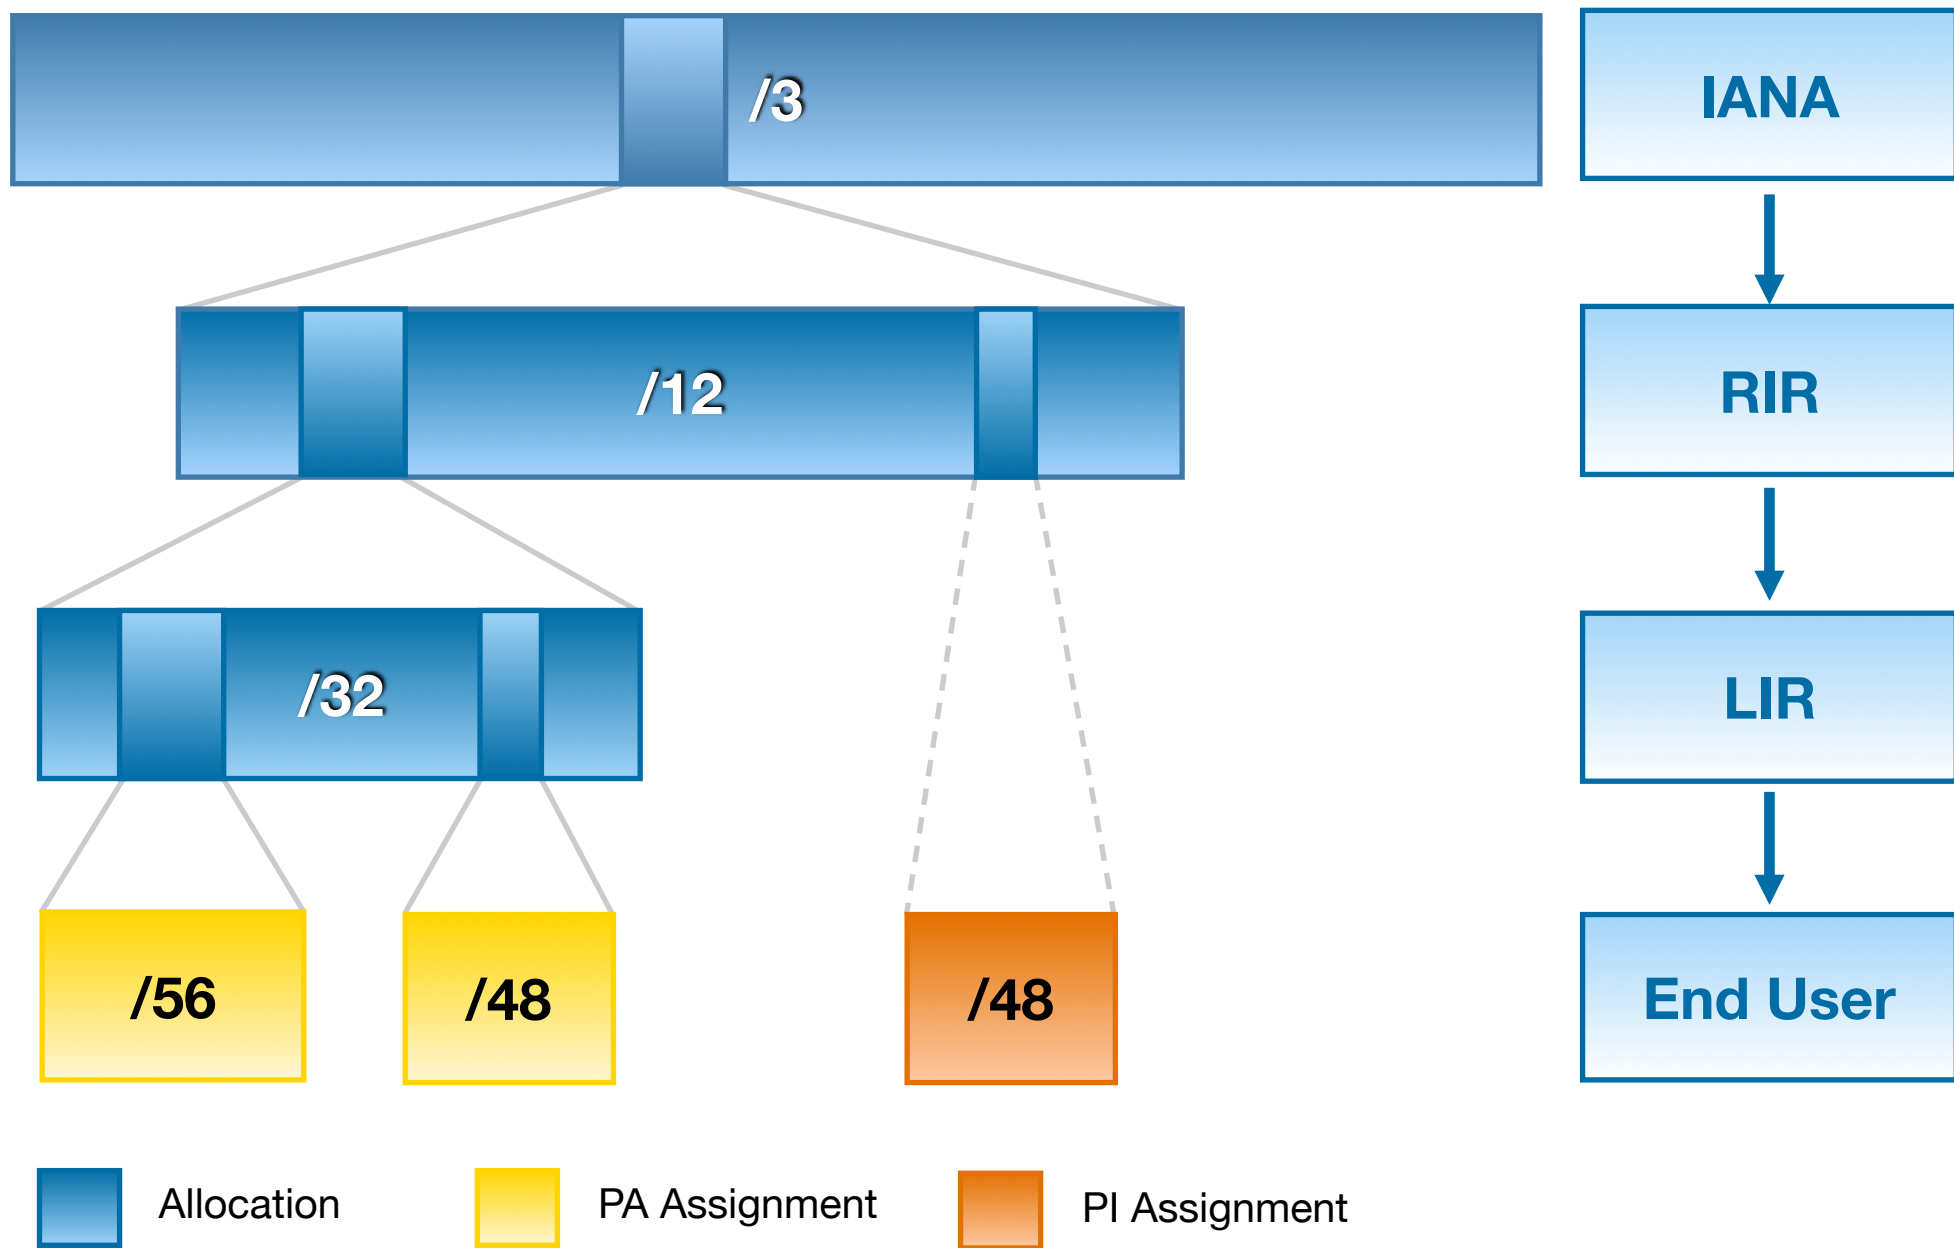 /3
IANA
/12
RIR
/32
LIR
/56
/48
/48
End User
Allocation
PA Assignment
PI Assignment